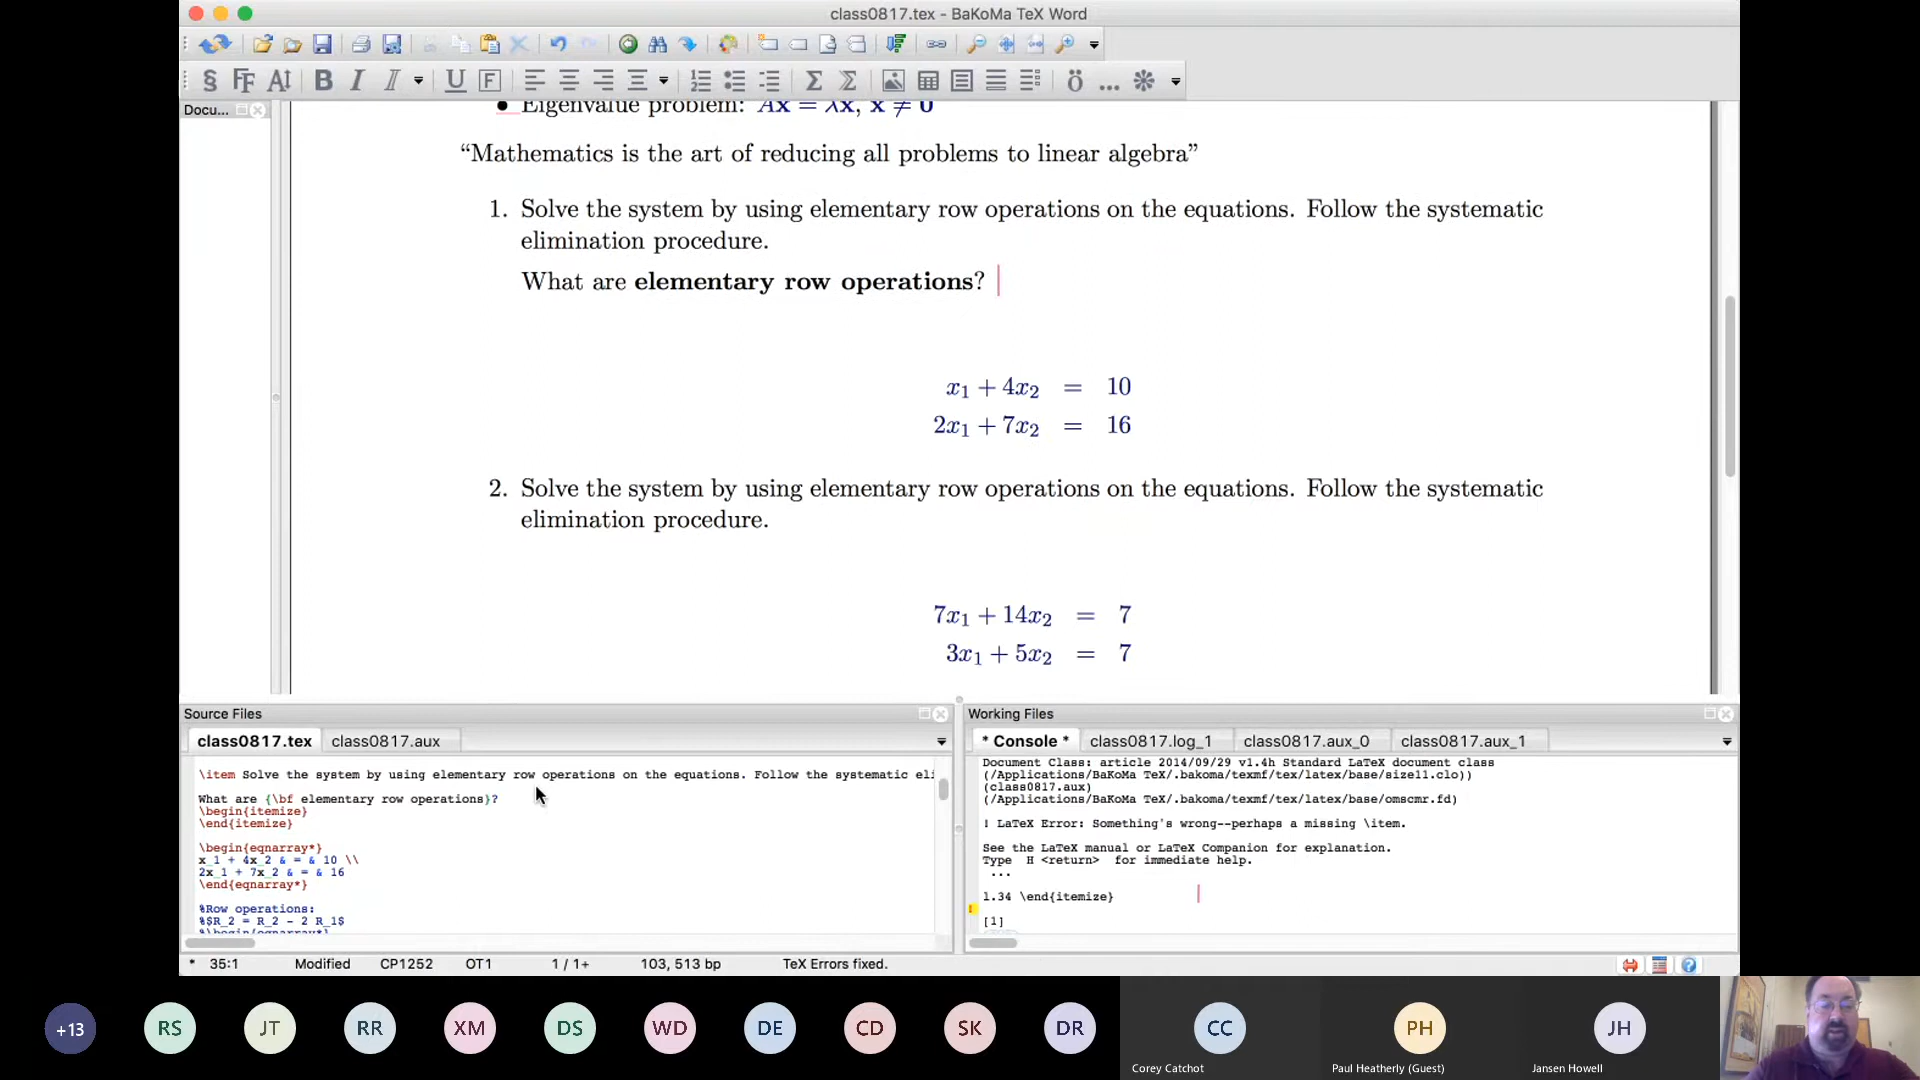 class0817.tex - BaKoMa TeX Word
Docu...
• Eigenvalue problem: Ax = λx, x ≠ 0
“Mathematics is the art of reducing all problems to linear algebra”
1. Solve the system by using elementary row operations on the equations. Follow the systematic
elimination procedure.
What are elementary row operations?
x₁ + 4x₂ = 10
2x₁ + 7x₂ = 16
2. Solve the system by using elementary row operations on the equations. Follow the systematic
elimination procedure.
7x₁ + 14x₂ = 7
3x₁ + 5x₂ = 7
Source Files
class0817.tex class0817.aux
\item Solve the system by using elementary row operations on the equations. Follow the systematic eli
What are {\bf elementary row operations}?
\begin{itemize}
\end{itemize}
\begin{eqnarray*}
x_1 + 4x_2 & = & 10 \\
2x_1 + 7x_2 & = & 16
\end{eqnarray*}
%Row operations:
%$R_2 = R_2 - 2 R_1$
%\begin{eqnarray*}
Working Files
* Console * class0817.log_1 class0817.aux_0 class0817.aux_1
Document Class: article 2014/09/29 v1.4h Standard LaTeX document class
(/Applications/BaKoMa TeX/.bakoma/texmf/tex/latex/base/size11.clo))
(class0817.aux)
(/Applications/BaKoMa TeX/.bakoma/texmf/tex/latex/base/omscmr.fd)
! LaTeX Error: Something's wrong--perhaps a missing \item.
See the LaTeX manual or LaTeX Companion for explanation.
Type H <return> for immediate help.
...
l.34 \end{itemize}
[1]
* 35:1 Modified CP1252 OT1 1 / 1+ 103, 513 bp TeX Errors fixed.
+13 RS JT RR XM DS WD DE CD SK DR CC PH JH
Corey Catchot Paul Heatherly (Guest) Jansen Howell